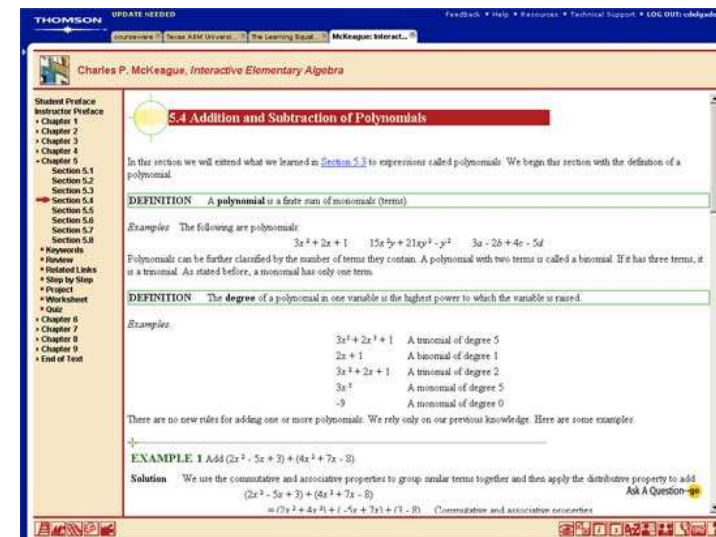 THOMSON
UPDATE NEEDED
Feedback • Help • Resources • Technical Support • LOG OUT: cdelgado
courseware
Texas A&M Universi...
The Learning Equat...
McKeague: Interact...
Charles P. McKeague, Interactive Elementary Algebra
Student Preface
Instructor Preface
Chapter 1
Chapter 2
Chapter 3
Chapter 4
Chapter 5
Section 5.1
Section 5.2
Section 5.3
Section 5.4
Section 5.5
Section 5.6
Section 5.7
Section 5.8
Keywords
Review
Related Links
Step by Step
Project
Worksheet
Quiz
Chapter 6
Chapter 7
Chapter 8
Chapter 9
End of Text
5.4 Addition and Subtraction of Polynomials
In this section we will extend what we learned in Section 5.3 to expressions called polynomials. We begin this section with the definition of a
polynomial.
DEFINITION A polynomial is a finite sum of monomials (terms).
Examples The following are polynomials:
3x² + 2x + 1 15x²y + 21xy² - y² 3a - 2b + 4c - 5d
Polynomials can be further classified by the number of terms they contain. A polynomial with two terms is called a binomial. If it has three terms, it
is a trinomial. As stated before, a monomial has only one term.
DEFINITION The degree of a polynomial in one variable is the highest power to which the variable is raised.
Examples
3x⁵ + 2x³ + 1 A trinomial of degree 5
2x + 1 A binomial of degree 1
3x² + 2x + 1 A trinomial of degree 2
3x⁵ A monomial of degree 5
-9 A monomial of degree 0
There are no new rules for adding one or more polynomials. We rely only on our previous knowledge. Here are some examples.
EXAMPLE 1 Add (2x² - 5x + 3) + (4x² + 7x - 8).
Solution We use the commutative and associative properties to group similar terms together and then apply the distributive property to add
(2x² - 5x + 3) + (4x² + 7x - 8)
= (2x² + 4x²) + (-5x + 7x) + (3 - 8) Commutative and associative properties
Ask A Question go